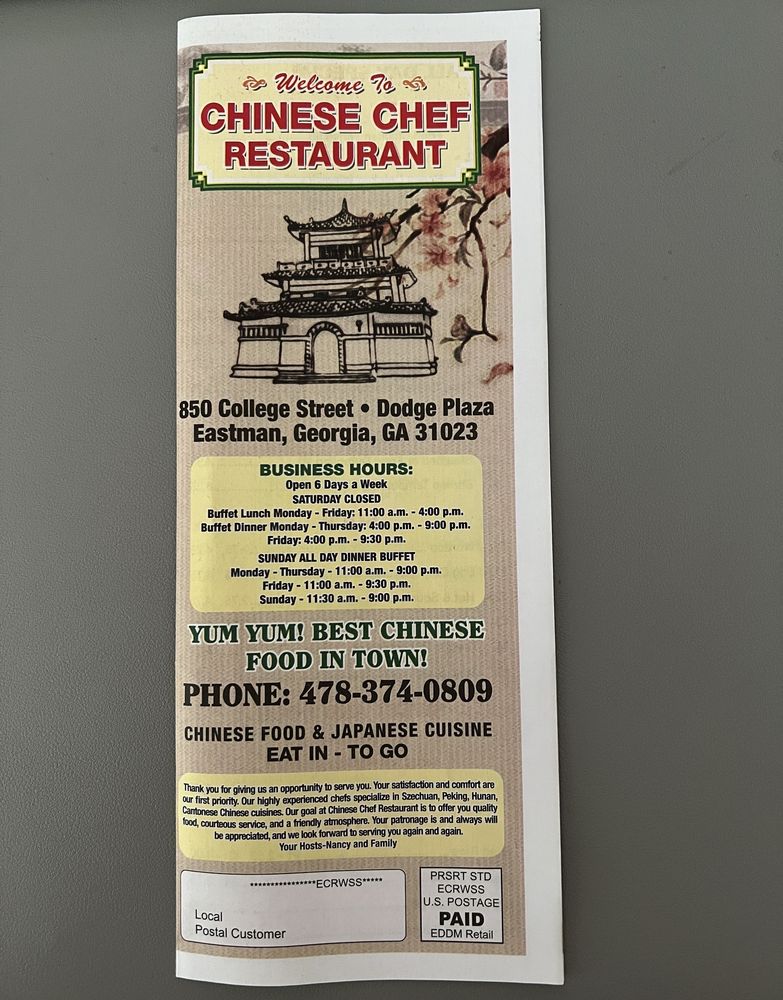 Welcome To
CHINESE CHEF
RESTAURANT
850 College Street • Dodge Plaza
Eastman, Georgia, GA 31023
BUSINESS HOURS:
Open 6 Days a Week
SATURDAY CLOSED
Buffet Lunch Monday - Friday: 11:00 a.m. - 4:00 p.m.
Buffet Dinner Monday - Thursday: 4:00 p.m. - 9:00 p.m.
Friday: 4:00 p.m. - 9:30 p.m.
SUNDAY ALL DAY DINNER BUFFET
Monday - Thursday - 11:00 a.m. - 9:00 p.m.
Friday - 11:00 a.m. - 9:30 p.m.
Sunday - 11:30 a.m. - 9:00 p.m.
YUM YUM! BEST CHINESE
FOOD IN TOWN!
PHONE: 478-374-0809
CHINESE FOOD & JAPANESE CUISINE
EAT IN - TO GO
Thank you for giving us an opportunity to serve you. Your satisfaction and comfort are
our first priority. Our highly experienced chefs specialize in Szechuan, Peking, Hunan,
Cantonese Chinese cuisines. Our goal at Chinese Chef Restaurant is to offer you quality
food, courteous service, and a friendly atmosphere. Your patronage is and always will
be appreciated, and we look forward to serving you again and again.
Your Hosts-Nancy and Family
****************ECRWSS*****
Local
Postal Customer
PRSRT STD
ECRWSS
U.S. POSTAGE
PAID
EDDM Retail